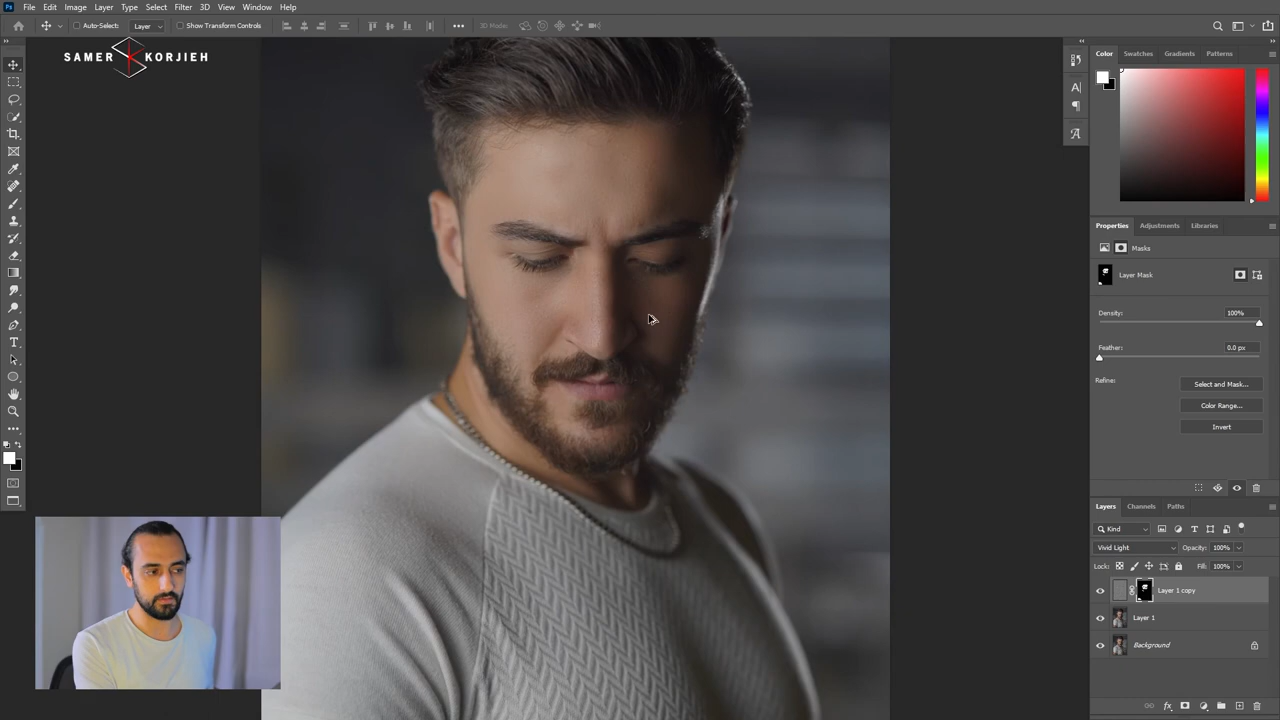 Ps File Edit Image Layer Type Select Filter 3D View Window Help
Auto-Select: Layer Show Transform Controls 3D Mode:
SAMER KORJIEH
Color Swatches Gradients Patterns
Properties Adjustments Libraries
Masks
Layer Mask
Density: 100%
Feather: 0.0 px
Refine: Select and Mask...
Color Range...
Invert
Layers Channels Paths
Kind
Vivid Light Opacity: 100%
Lock: Fill: 100%
Layer 1 copy
Layer 1
Background